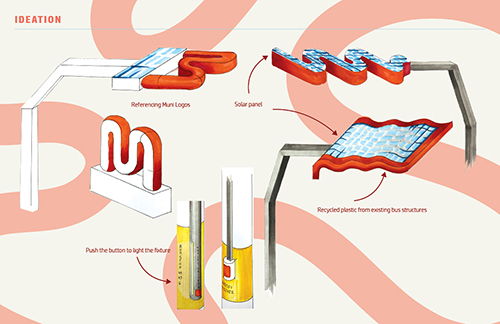 IDEATION
Referencing Muni Logos
Solar panel
Recycled plastic from existing bus structures
Push the button to light the fixture